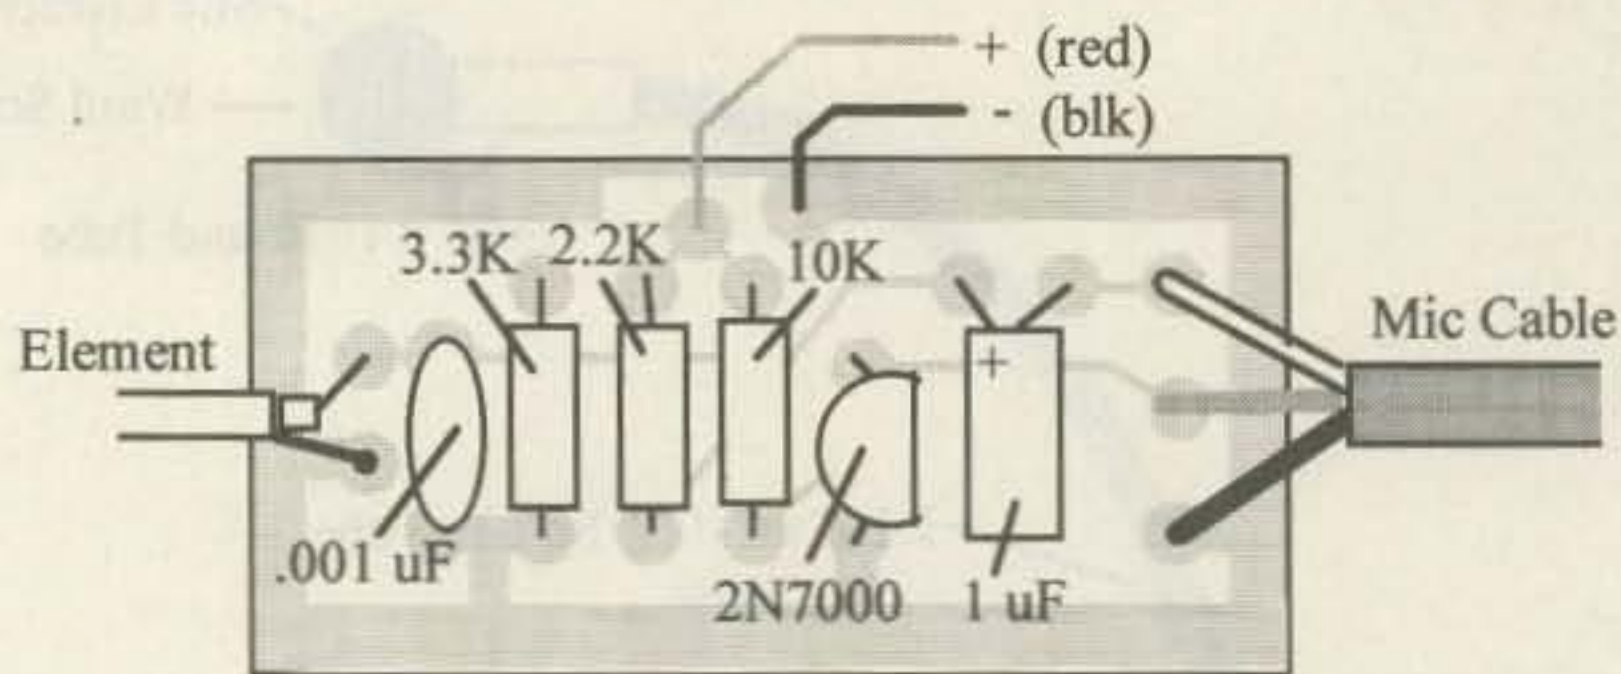 + (red)
- (blk)
3.3K
2.2K
10K
Element
Mic Cable
+
.001 uF
2N7000
1 uF